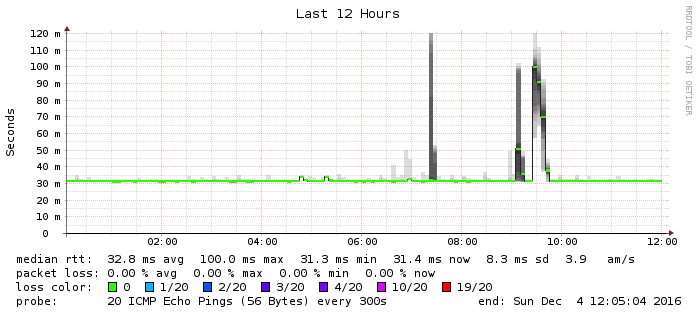 Last 12 Hours
RRDTOOL / TOBI OETIKER
Seconds
120 m
110 m
100 m
90 m
80 m
70 m
60 m
50 m
40 m
30 m
20 m
10 m
0
02:00 04:00 06:00 08:00 10:00 12:00
median rtt: 32.8 ms avg 100.0 ms max 31.3 ms min 31.4 ms now 8.3 ms sd 3.9 am/s
packet loss: 0.00 % avg 0.00 % max 0.00 % min 0.00 % now
loss color: 0 1/20 2/20 3/20 4/20 10/20 19/20
probe: 20 ICMP Echo Pings (56 Bytes) every 300s end: Sun Dec 4 12:05:04 2016